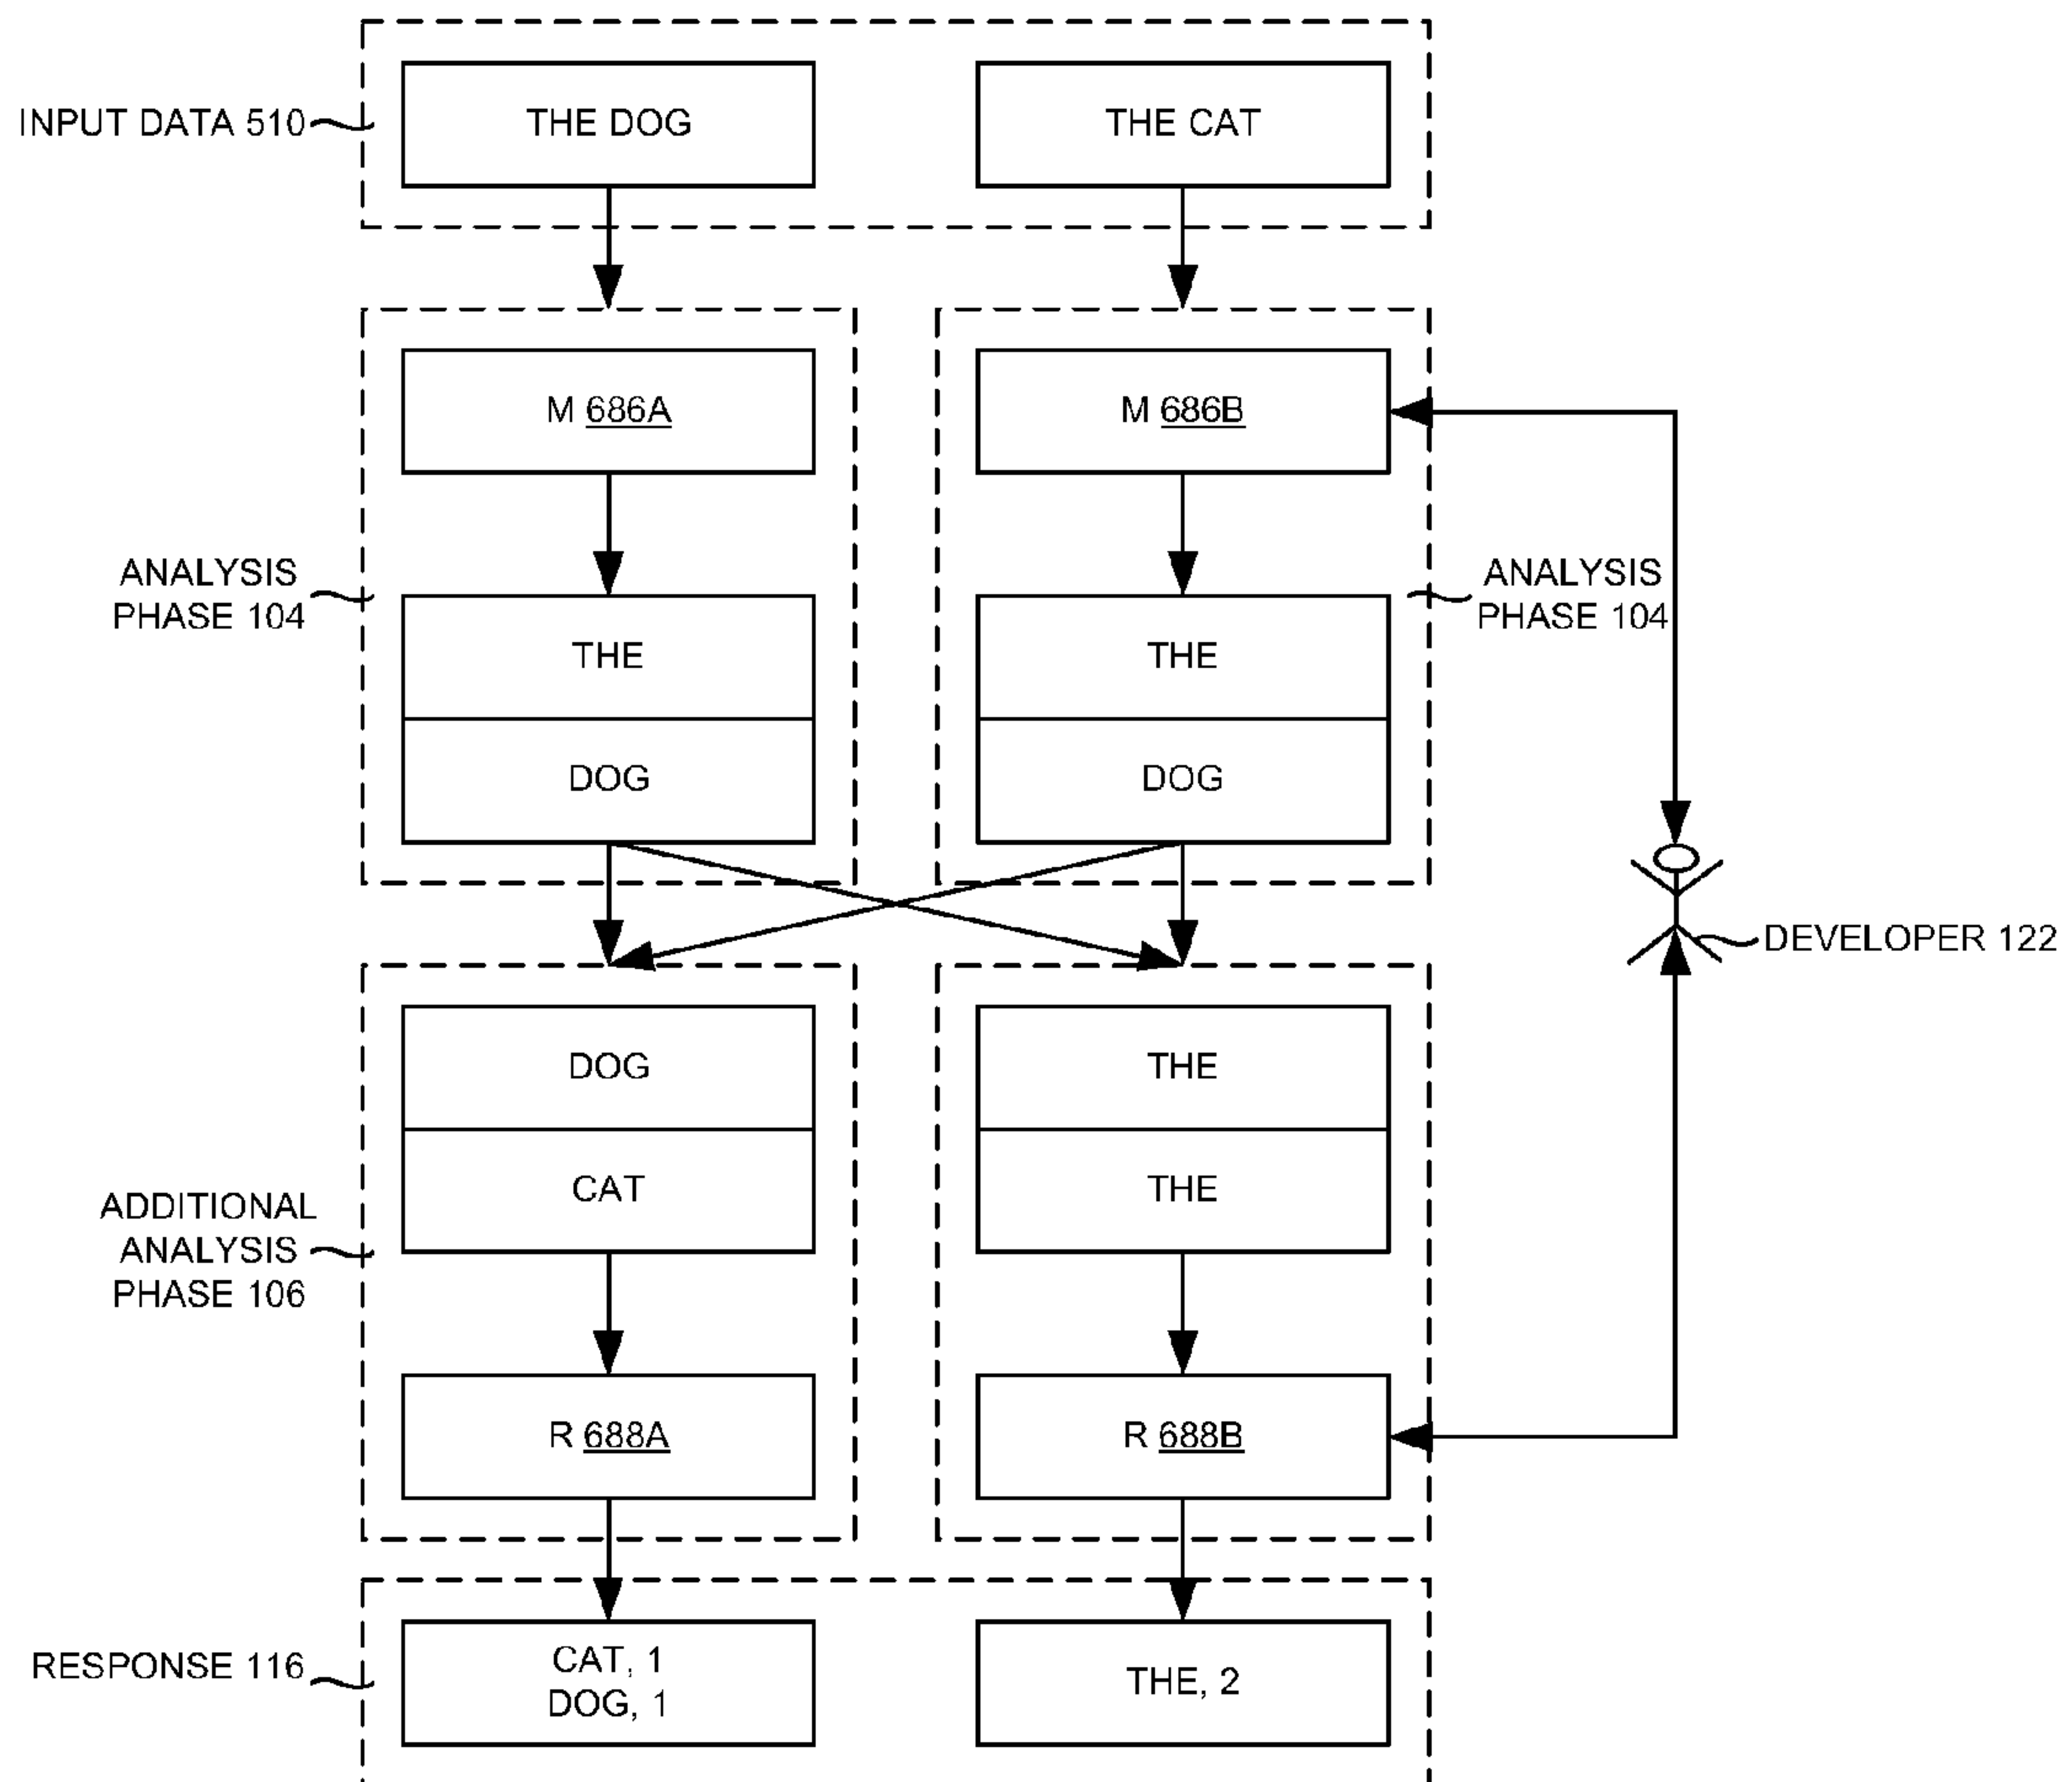 INPUT DATA 510
THE DOG
THE CAT
M 686A
M 686B
ANALYSIS
PHASE 104
THE
DOG
THE
DOG
ANALYSIS
PHASE 104
DEVELOPER 122
ADDITIONAL
ANALYSIS
PHASE 106
DOG
CAT
THE
THE
R 688A
R 688B
RESPONSE 116
CAT, 1
DOG, 1
THE, 2